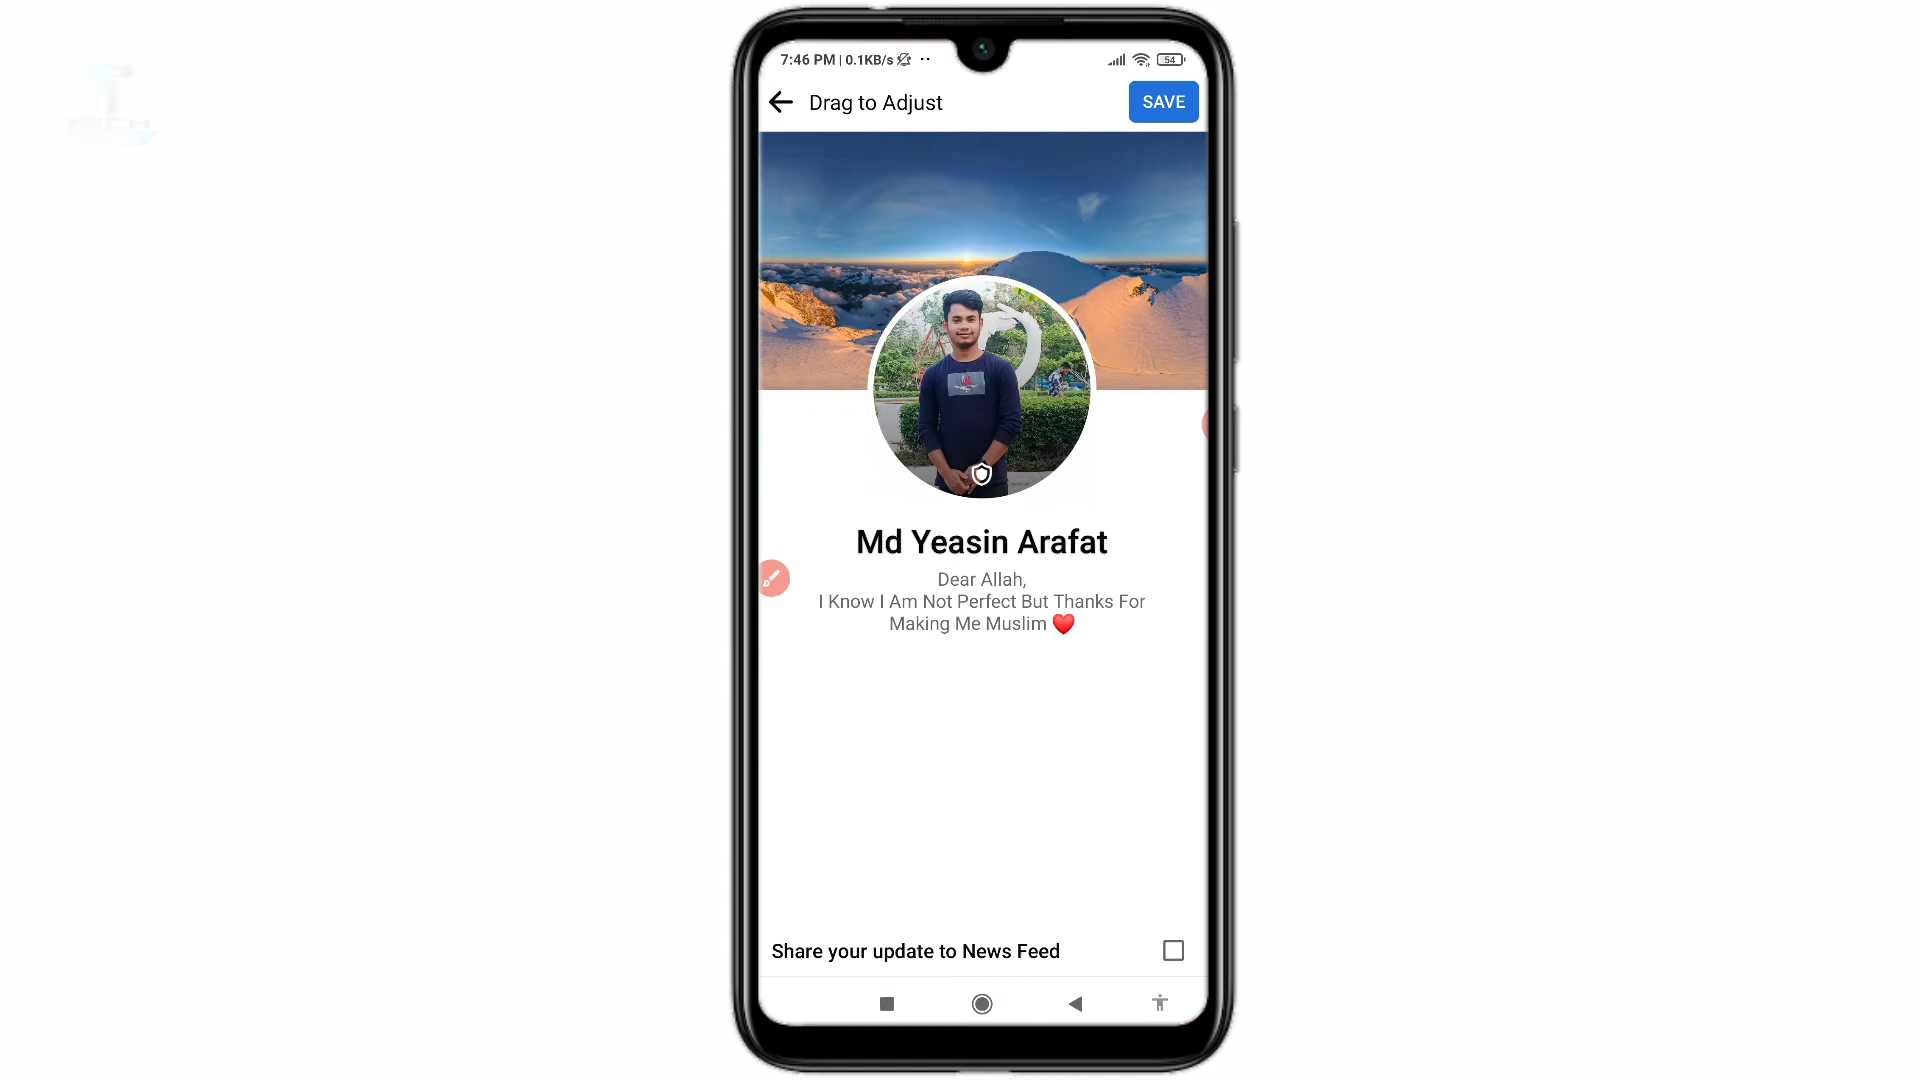 7:46 PM | 0.1KB/s
54
Drag to Adjust
SAVE
Md Yeasin Arafat
Dear Allah,
I Know I Am Not Perfect But Thanks For
Making Me Muslim ❤️
Share your update to News Feed